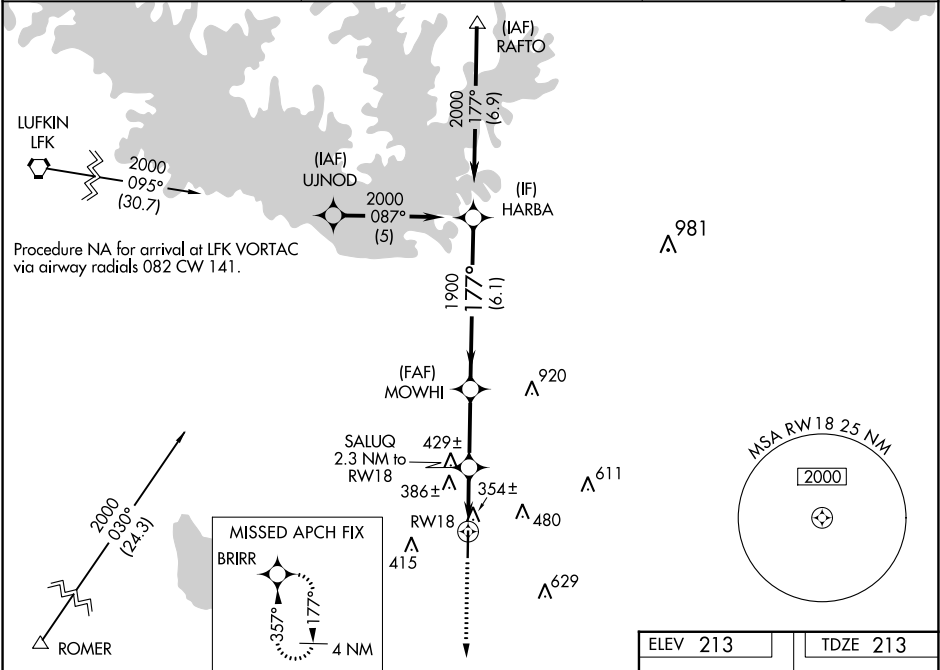 (IAF)
RAFTO
2000
177°
(6.9)
LUFKIN
LFK
2000
095°
(30.7)
(IAF)
UJNOD
2000
087°
(5)
(IF)
HARBA
981
Procedure NA for arrival at LFK VORTAC
via airway radials 082 CW 141.
1900
177°
(6.1)
(FAF)
MOWHI
920
SALUQ
2.3 NM to
RW18
429±
386±
354±
611
480
RW18
415
629
MSA RW18 25 NM
2000
2000
030°
(24.3)
ROMER
MISSED APCH FIX
BRIRR
357°
177°
4 NM
ELEV 213
TDZE 213